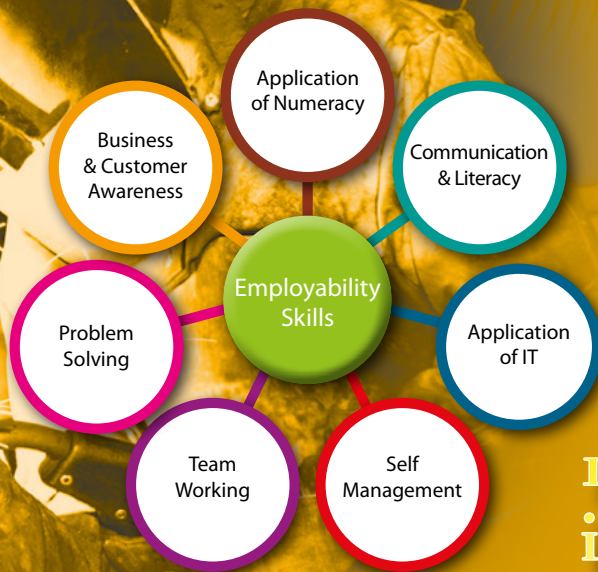 Application
of Numeracy
Communication
& Literacy
Application
of IT
Self
Management
Team
Working
Problem
Solving
Business
& Customer
Awareness
Employability
Skills